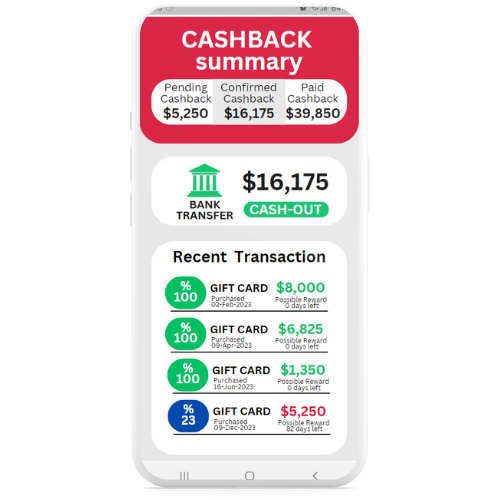 CASHBACK
summary
Pending Confirmed Paid
Cashback Cashback Cashback
$5,250 $16,175 $39,850
BANK
TRANSFER
$16,175
CASH-OUT
Recent Transaction
%
100
GIFT CARD $8,000
Purchased Possible Reward
02-Feb-2023 0 days left
%
100
GIFT CARD $6,825
Purchased Possible Reward
09-Apr-2023 0 days left
%
100
GIFT CARD $1,350
Purchased Possible Reward
16-Jun-2023 0 days left
%
23
GIFT CARD $5,250
Purchased Possible Reward
09-Dec-2023 82 days left